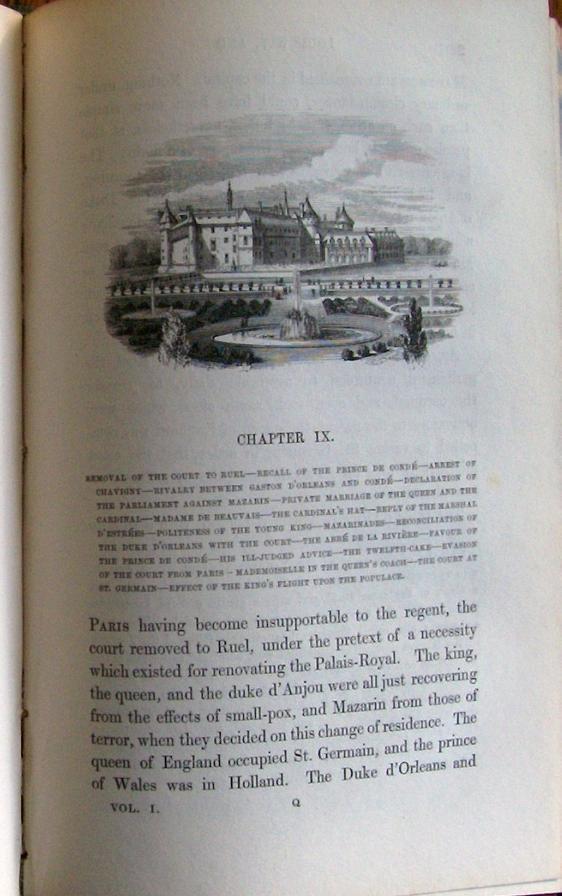 CHAPTER IX.
REMOVAL OF THE COURT TO RUEL—RECALL OF THE PRINCE DE CONDÉ—ARREST OF
CHAVIGNY—RIVALRY BETWEEN GASTON D'ORLEANS AND CONDÉ—DECLARATION OF
THE PARLIAMENT AGAINST MAZARIN—PRIVATE MARRIAGE OF THE QUEEN AND THE
CARDINAL—MADAME DE BEAUVAIS—THE CARDINAL'S HAT—REPLY OF THE MARSHAL
D'ESTRÉES—POLITENESS OF THE YOUNG KING—MAZARINADES—RECONCILIATION OF
THE DUKE D'ORLEANS WITH THE COURT—THE ABBÉ DE LA RIVIÈRE—FAVOUR OF
THE PRINCE DE CONDÉ—HIS ILL-JUDGED ADVICE—THE TWELFTH-CAKE—EVASION
OF THE COURT FROM PARIS—MADEMOISELLE IN THE QUEEN'S COACH—THE COURT AT
ST. GERMAIN—EFFECT OF THE KING'S FLIGHT UPON THE POPULACE.
PARIS having become insupportable to the regent, the
court removed to Ruel, under the pretext of a necessity
which existed for renovating the Palais-Royal. The king,
the queen, and the duke d'Anjou were all just recovering
from the effects of small-pox, and Mazarin from those of
terror, when they decided on this change of residence. The
queen of England occupied St. Germain, and the prince
of Wales was in Holland. The Duke d'Orleans and
VOL. I. Q